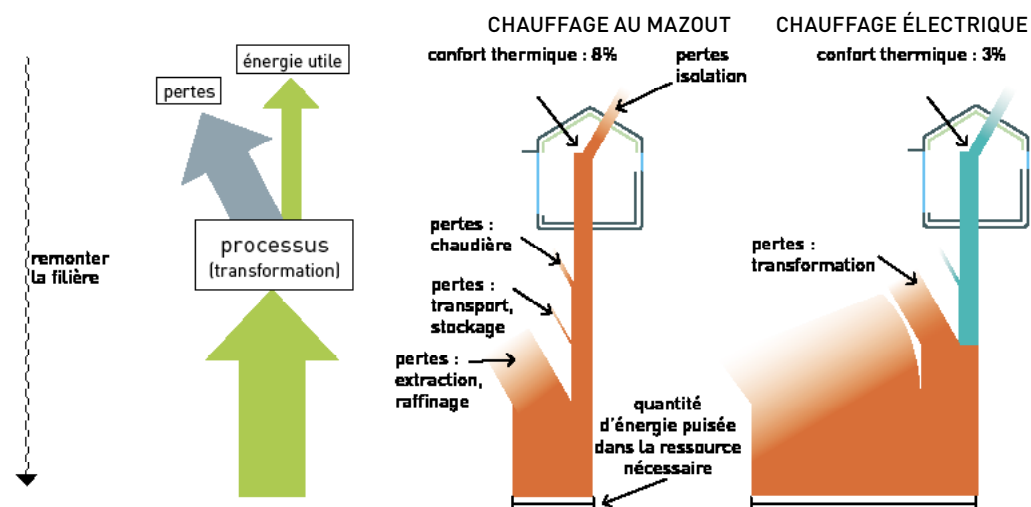 remonter
la filière
pertes
énergie utile
processus
(transformation)
CHAUFFAGE AU MAZOUT
confort thermique : 8%
pertes
isolation
pertes :
chaudière
pertes :
transport,
stockage
pertes :
extraction,
raffinage
quantité
d'énergie puisée
dans la ressource
nécessaire
CHAUFFAGE ÉLECTRIQUE
confort thermique : 3%
pertes :
transformation